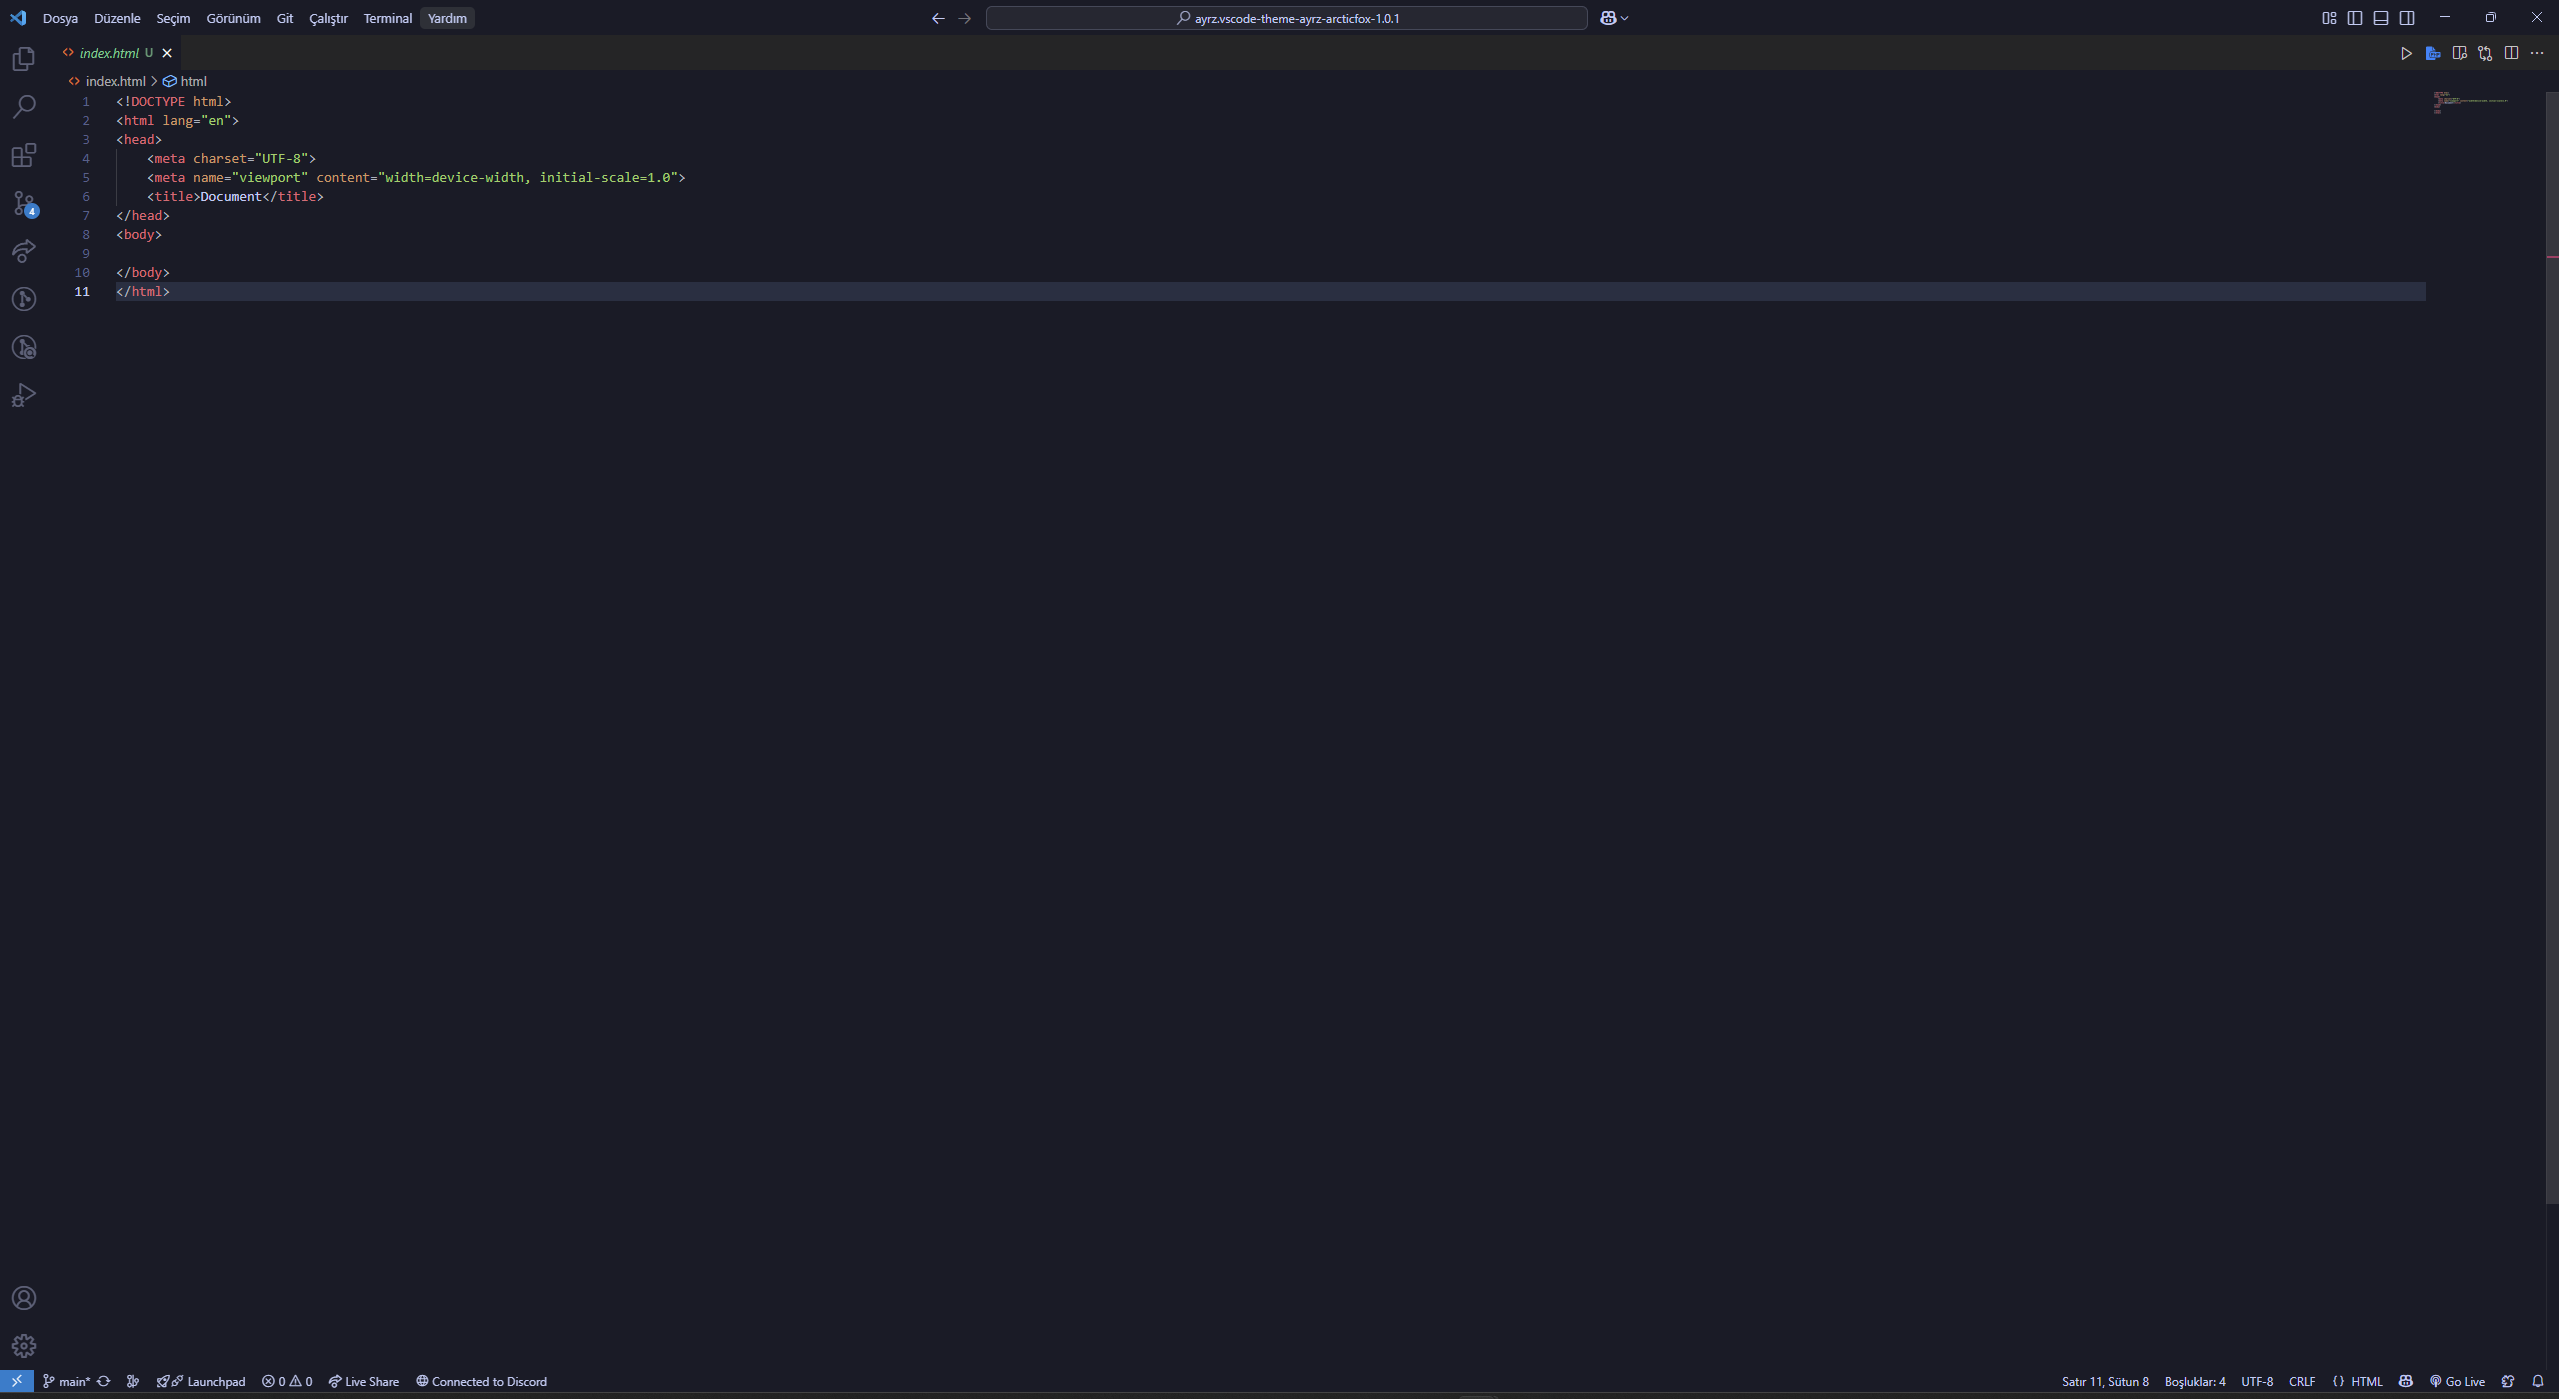 Dosya Düzenle Seçim Görünüm Git Çalıştır Terminal Yardım
ayrz.vscode-theme-ayrz-arcticfox-1.0.1
index.html U
index.html > html
1 <!DOCTYPE html>
2 <html lang="en">
3 <head>
4     <meta charset="UTF-8">
5     <meta name="viewport" content="width=device-width, initial-scale=1.0">
6     <title>Document</title>
7 </head>
8 <body>
9
10 </body>
11 </html>
4
main* Launchpad 0 0 Live Share Connected to Discord
Satır 11, Sütun 8 Boşluklar: 4 UTF-8 CRLF {} HTML Go Live